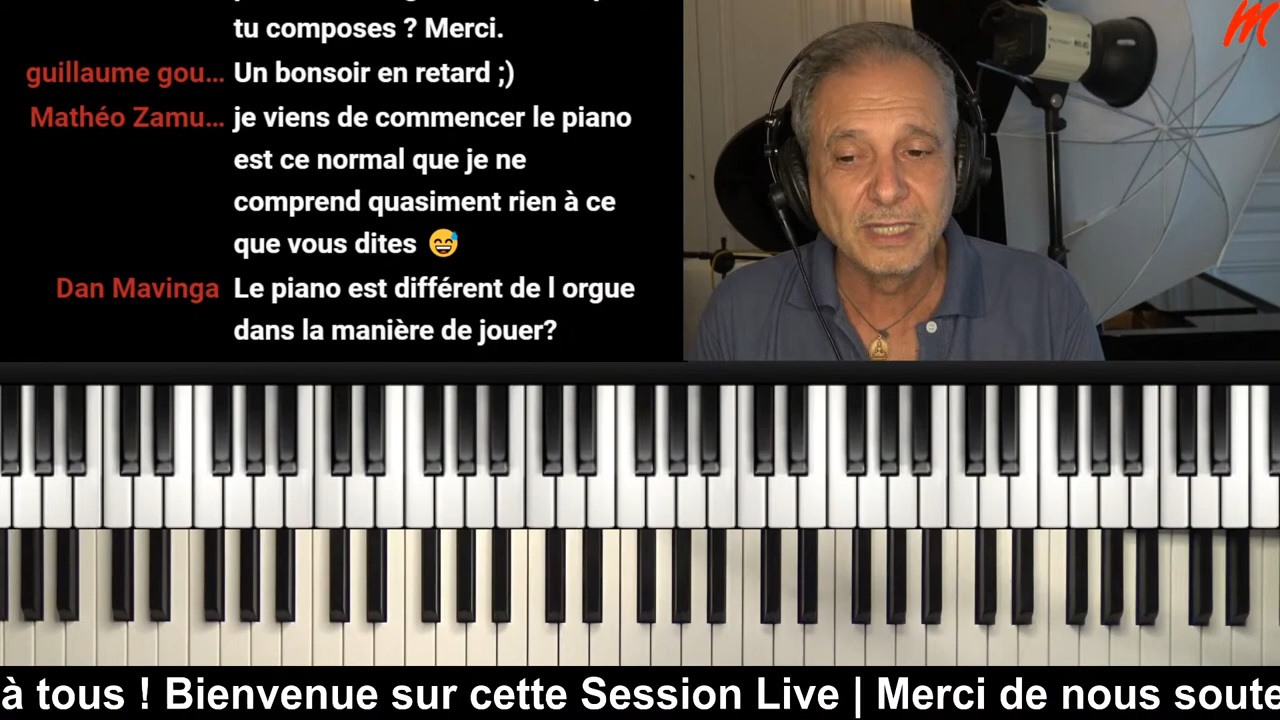 tu composes ? Merci.
guillaume gou... Un bonsoir en retard ;)
Mathéo Zamu... je viens de commencer le piano
est ce normal que je ne
comprend quasiment rien à ce
que vous dites 😅
Dan Mavinga Le piano est différent de l orgue
dans la manière de jouer?
à tous ! Bienvenue sur cette Session Live | Merci de nous soute